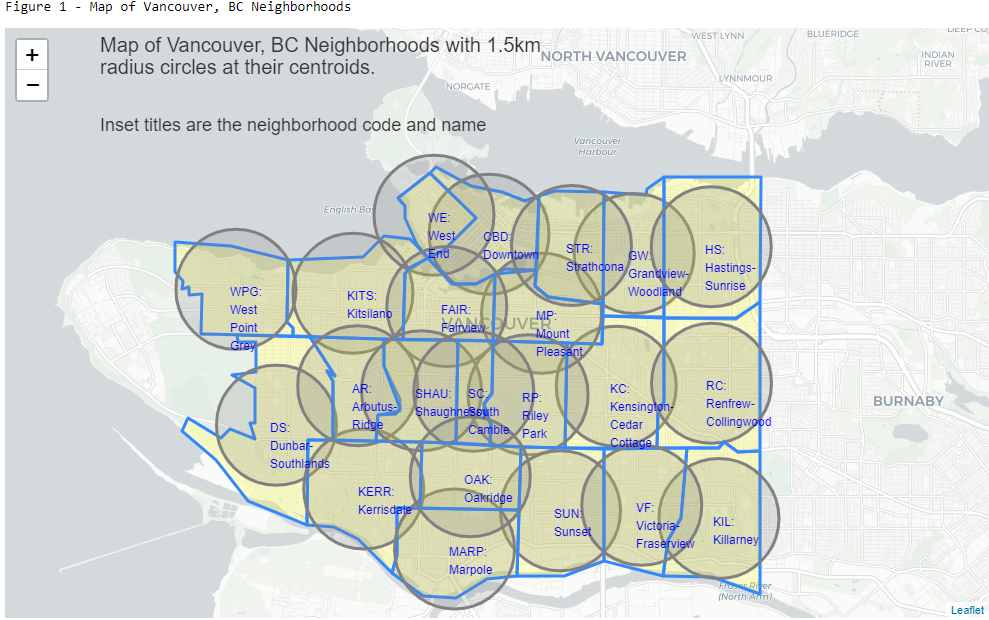 Figure 1 - Map of Vancouver, BC Neighborhoods
+
−
Map of Vancouver, BC Neighborhoods with 1.5km
radius circles at their centroids.
Inset titles are the neighborhood code and name
WEST LYNN
BLUERIDGE
NORTH VANCOUVER
INDIAN
RIVER
LYNNMOUR
NORGATE
Vancouver
Harbour
English Bay
WE:
West
End
CBD:
Downtown
STR:
Strathcona
GW:
Grandview-
Woodland
HS:
Hastings-
Sunrise
WPG:
West
Point
Grey
KITS:
Kitsilano
FAIR:
Fairview
VANCOUVER
MP:
Mount
Pleasant
AR:
Arbutus-
Ridge
SHAU:
Shaughnessy
SC:
South
Cambie
RP:
Riley
Park
KC:
Kensington-
Cedar
Cottage
RC:
Renfrew-
Collingwood
BURNABY
DS:
Dunbar-
Southlands
KERR:
Kerrisdale
OAK:
Oakridge
SUN:
Sunset
VF:
Victoria-
Fraserview
KIL:
Killarney
MARP:
Marpole
Fraser River
(North Arm)
Leaflet